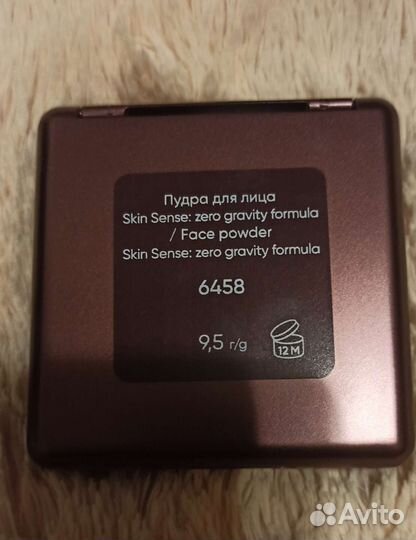 Пудра для лица
Skin Sense: zero gravity formula
/ Face powder
Skin Sense: zero gravity formula
6458
9,5 г/g
12 M
Avito